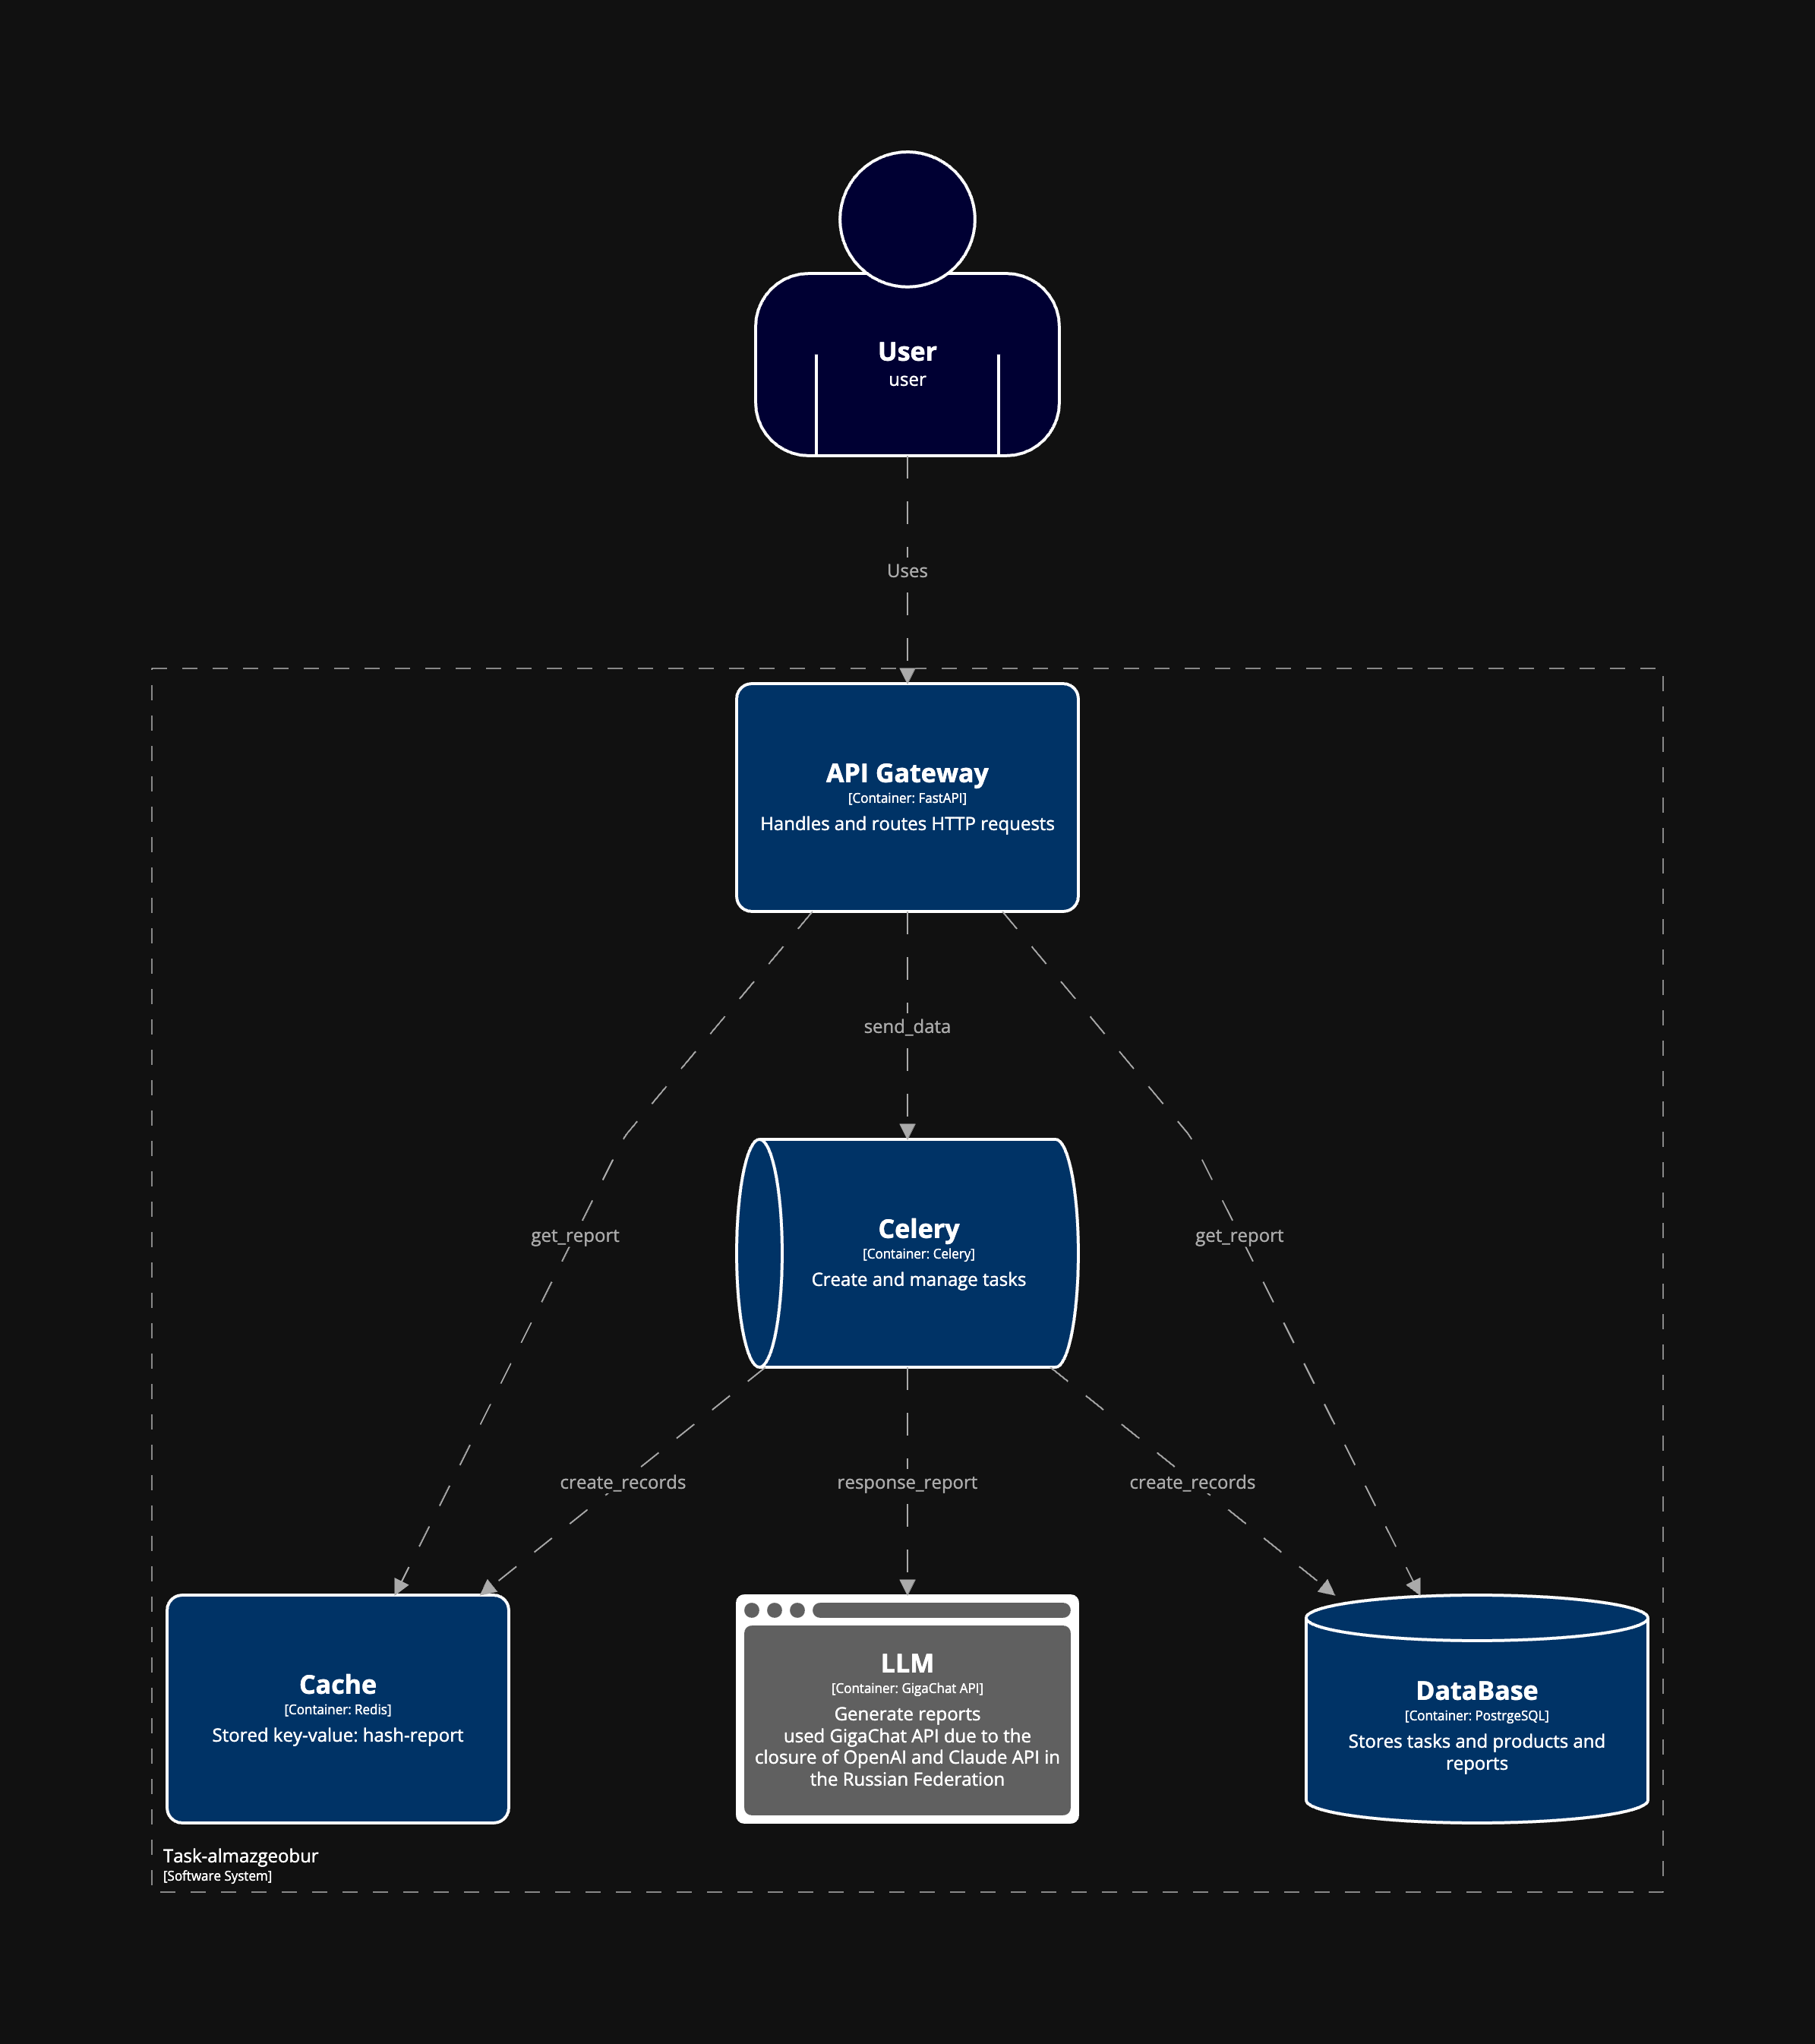 User
user
Uses
API Gateway
[Container: FastAPI]
Handles and routes HTTP requests
send_data
get_report
get_report
Celery
[Container: Celery]
Create and manage tasks
create_records
response_report
create_records
Cache
[Container: Redis]
Stored key-value: hash-report
LLM
[Container: GigaChat API]
Generate reports
used GigaChat API due to the
closure of OpenAI and Claude API in
the Russian Federation
DataBase
[Container: PostrgeSQL]
Stores tasks and products and
reports
Task-almazgeobur
[Software System]